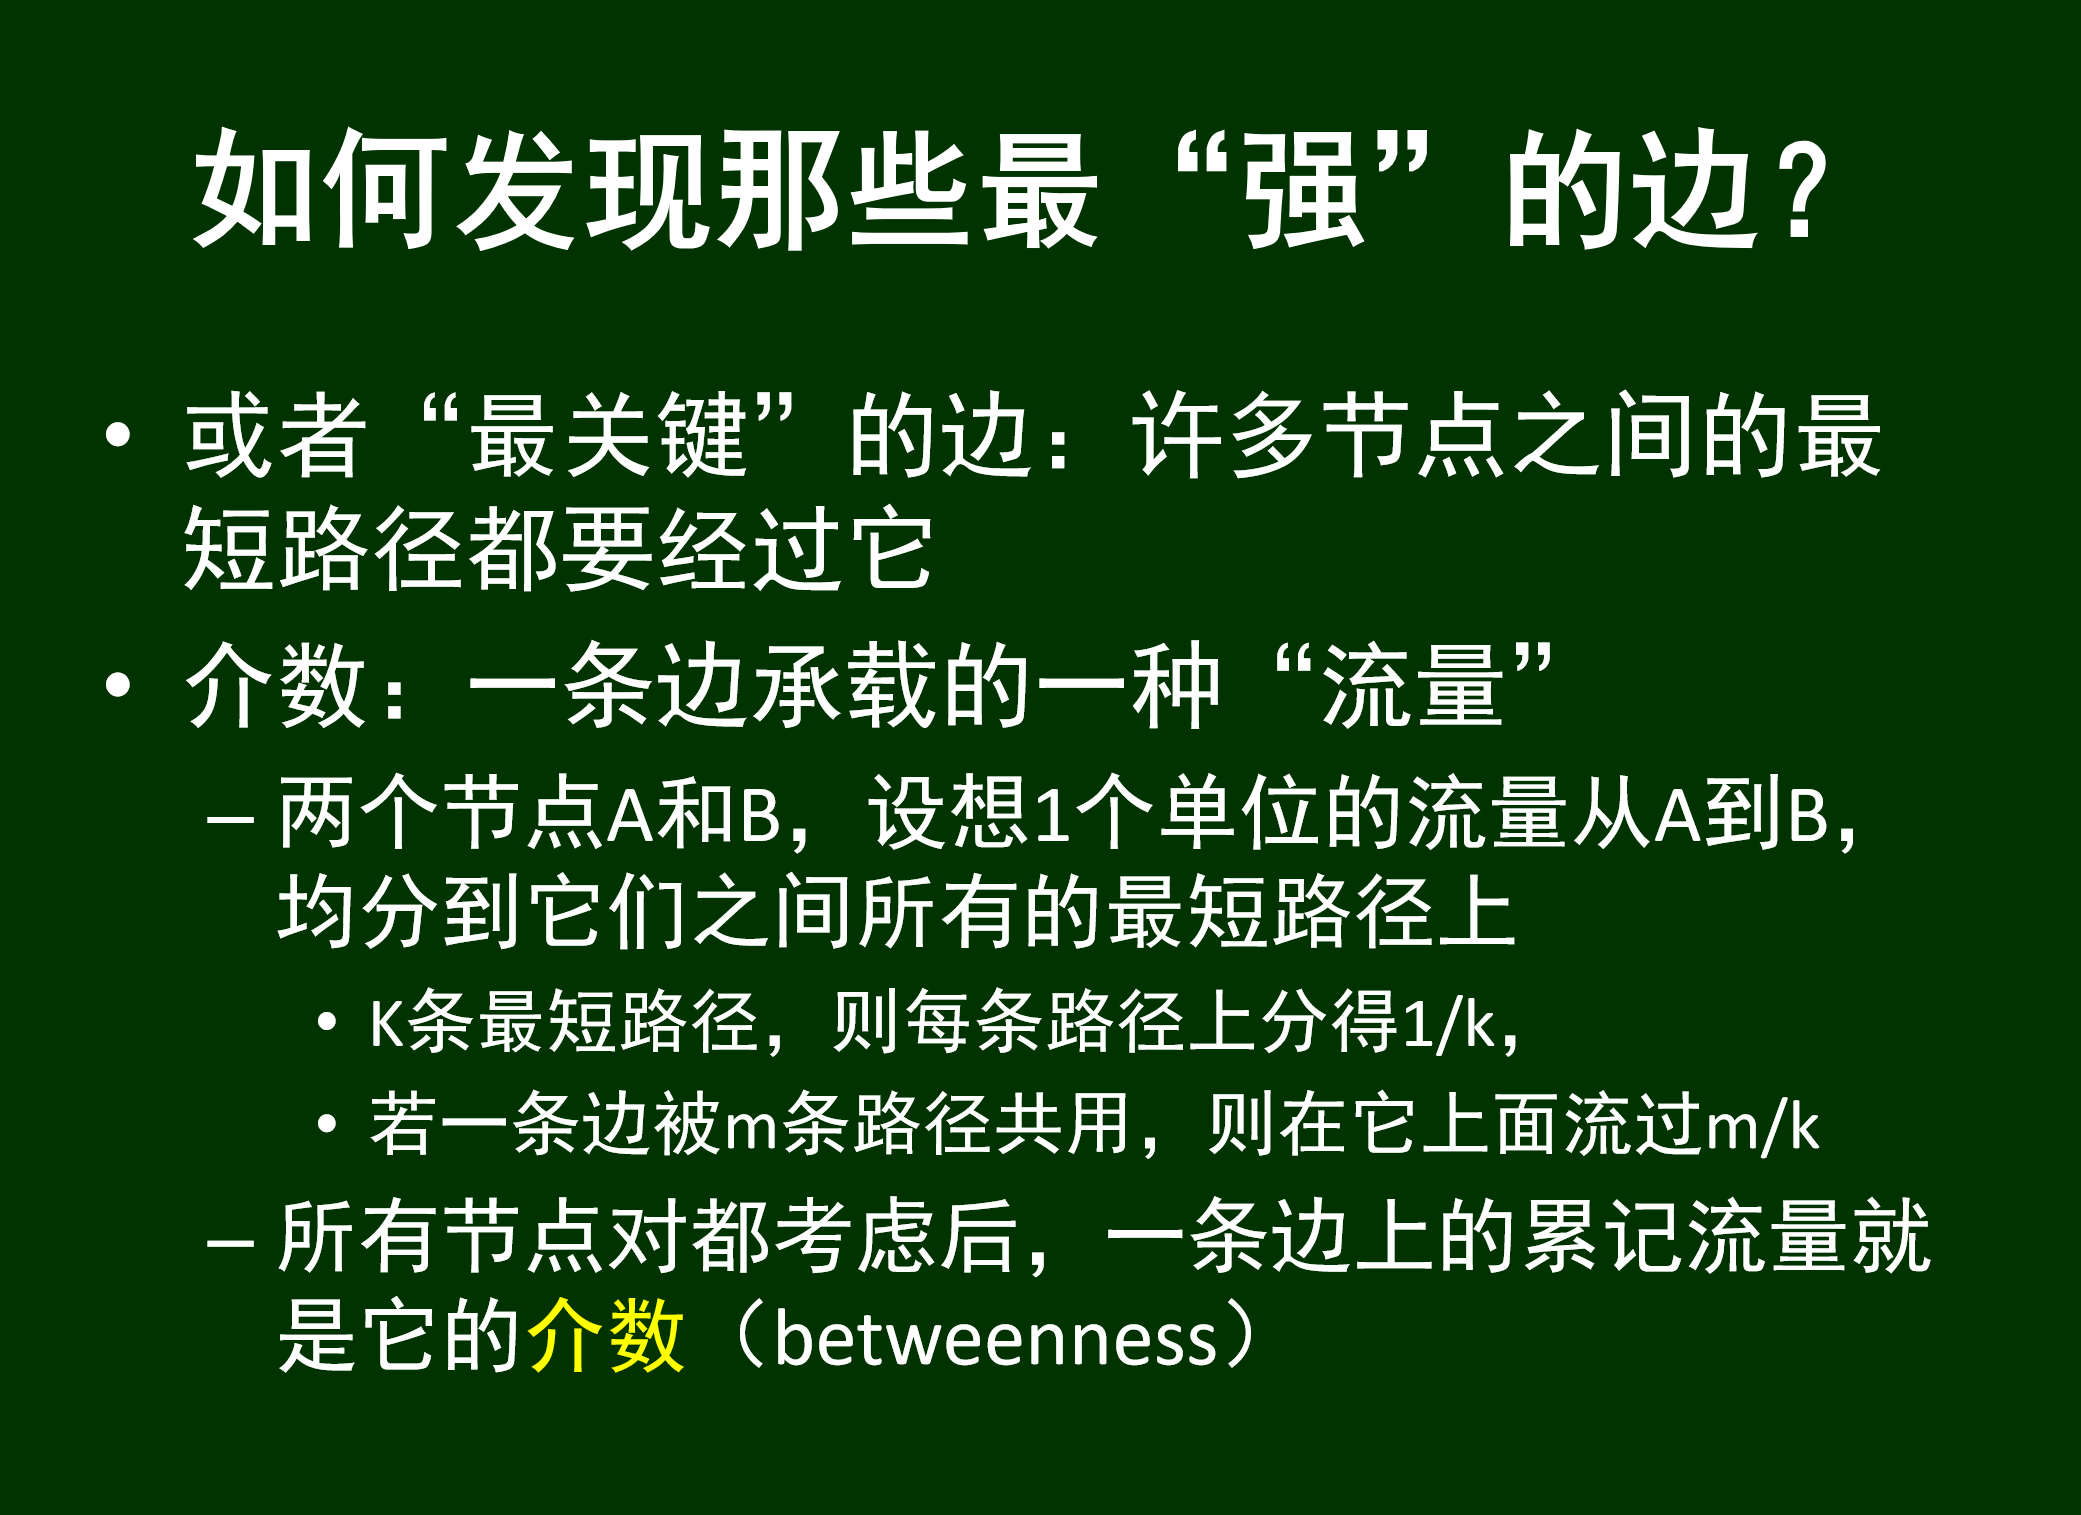 如何发现那些最“强”的边？
• 或者“最关键”的边：许多节点之间的最
短路径都要经过它
• 介数：一条边承载的一种“流量”
– 两个节点A和B，设想1个单位的流量从A到B，
均分到它们之间所有的最短路径上
• K条最短路径，则每条路径上分得1/k，
• 若一条边被m条路径共用，则在它上面流过m/k
– 所有节点对都考虑后，一条边上的累记流量就
是它的介数（betweenness）